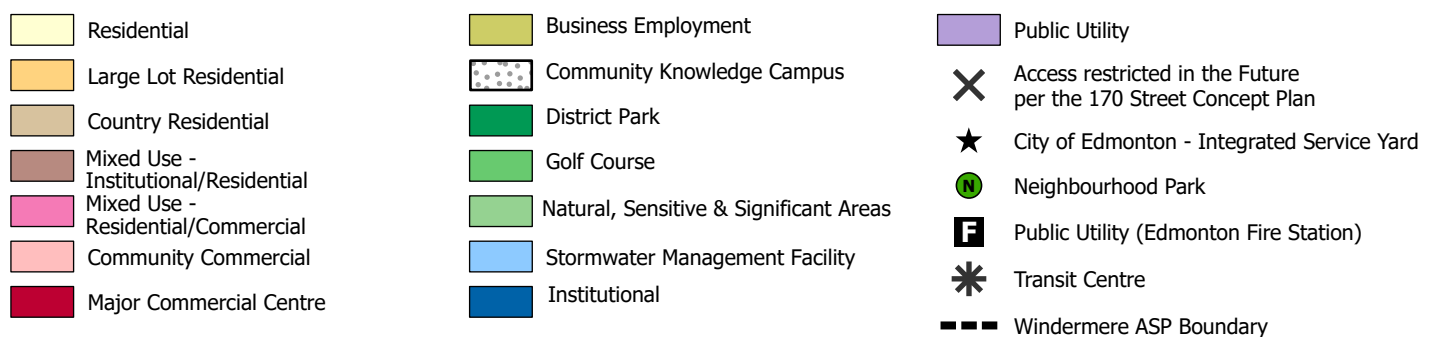 Residential
Large Lot Residential
Country Residential
Mixed Use -
Institutional/Residential
Mixed Use -
Residential/Commercial
Community Commercial
Major Commercial Centre
Business Employment
Community Knowledge Campus
District Park
Golf Course
Natural, Sensitive & Significant Areas
Stormwater Management Facility
Institutional
Public Utility
Access restricted in the Future
per the 170 Street Concept Plan
City of Edmonton - Integrated Service Yard
N Neighbourhood Park
F Public Utility (Edmonton Fire Station)
Transit Centre
Windermere ASP Boundary